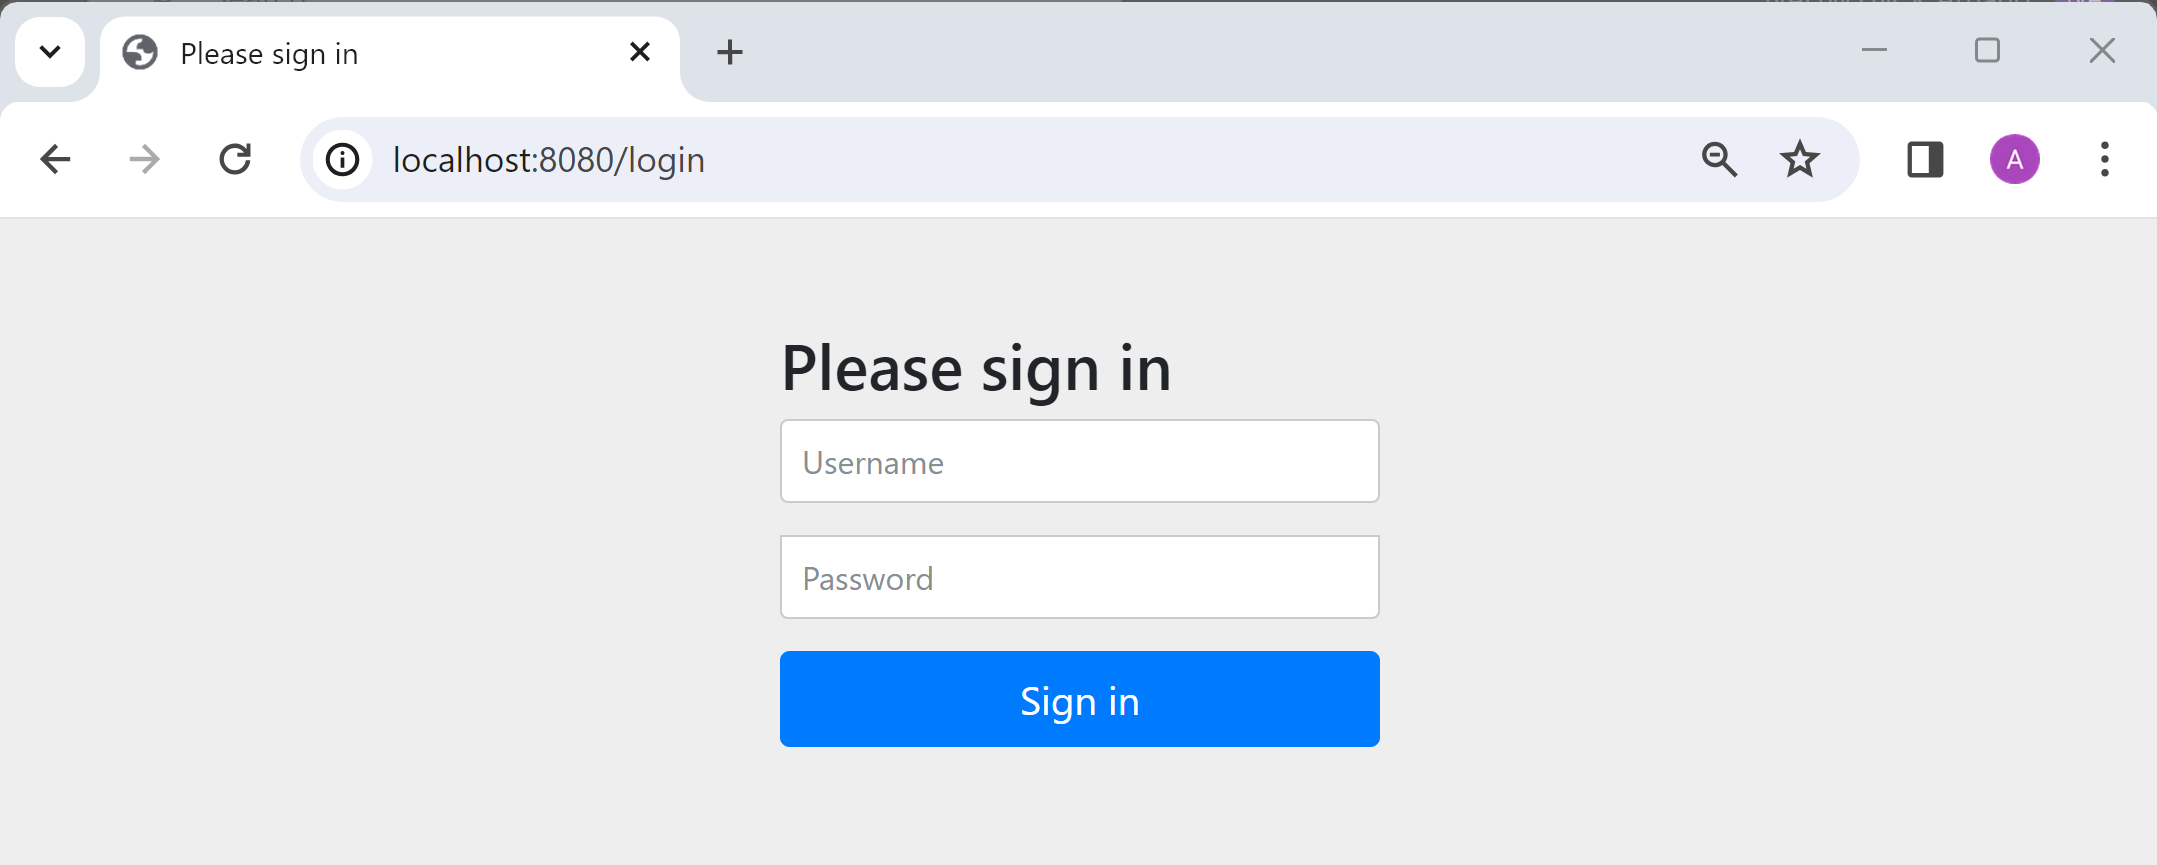 Please sign in
localhost:8080/login
A
Please sign in
Username
Password
Sign in